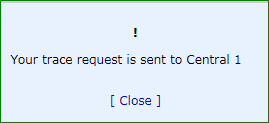 !
Your trace request is sent to Central 1
[ Close ]